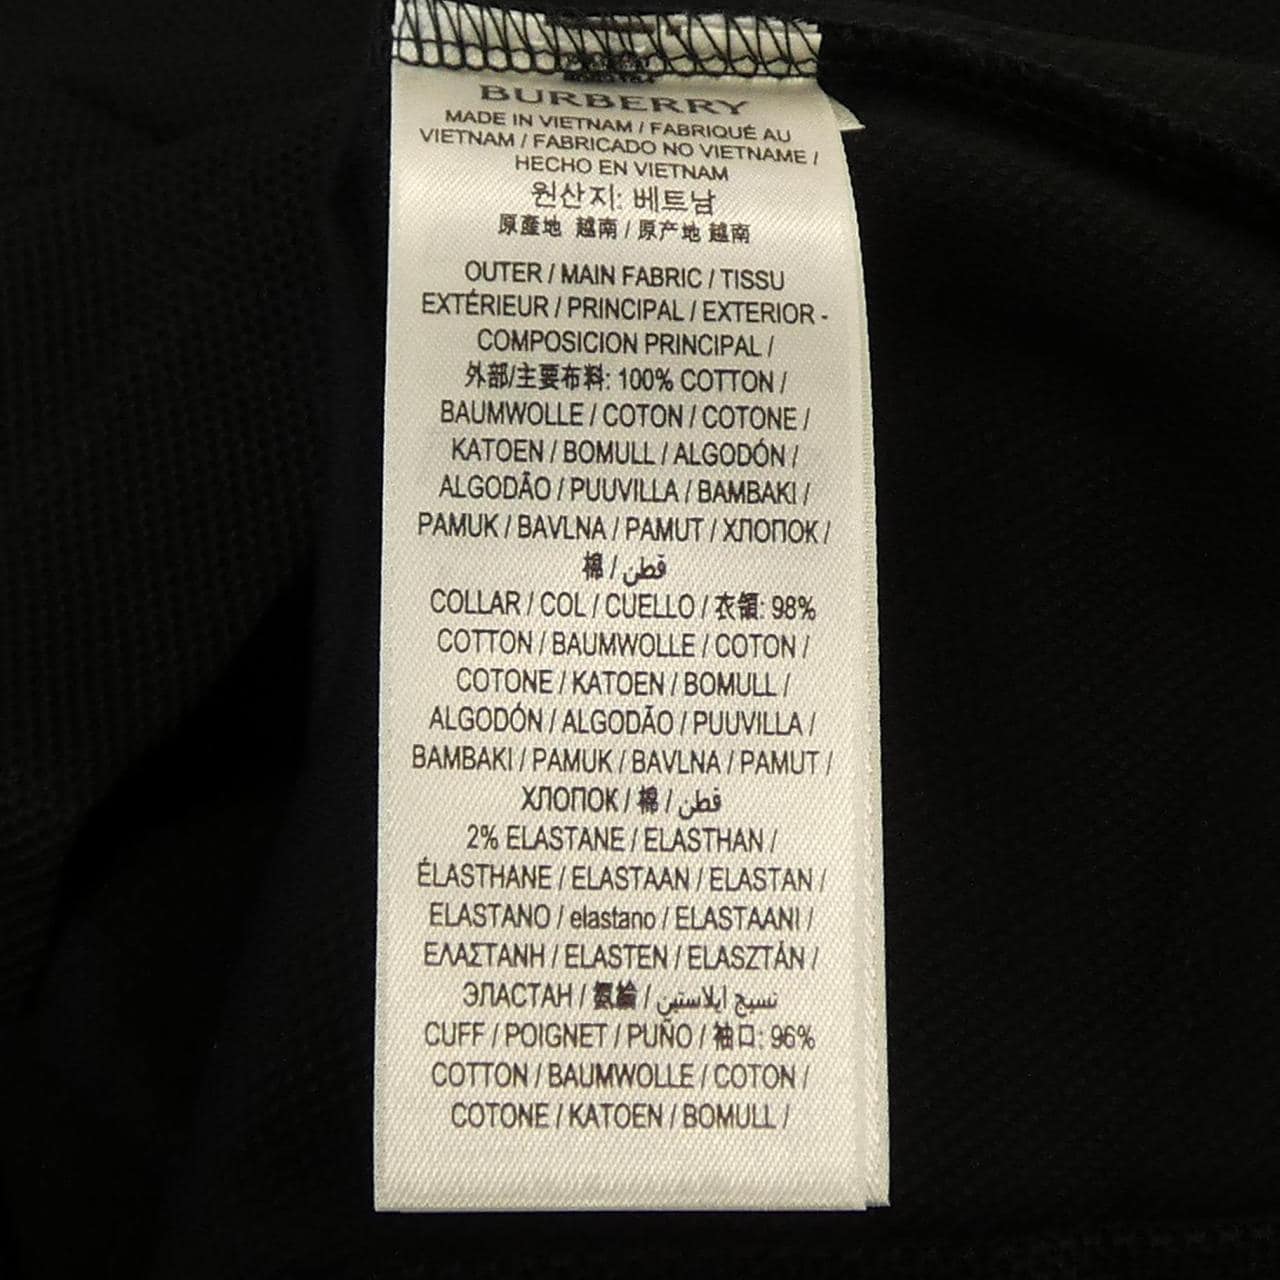 BURBERRY
MADE IN VIETNAM / FABRIQUÉ AU
VIETNAM / FABRICADO NO VIETNAME /
HECHO EN VIETNAM
원산지: 베트남
原產地 越南 / 原产地 越南
OUTER / MAIN FABRIC / TISSU
EXTÉRIEUR / PRINCIPAL / EXTERIOR -
COMPOSICION PRINCIPAL /
外部/主要布料: 100% COTTON /
BAUMWOLLE / COTON / COTONE /
KATOEN / BOMULL / ALGODÓN /
ALGODÃO / PUUVILLA / BAMBAKI /
PAMUK / BAVLNA / PAMUT / ХЛОПОК /
棉 / قطن
COLLAR / COL / CUELLO / 衣領: 98%
COTTON / BAUMWOLLE / COTON /
COTONE / KATOEN / BOMULL /
ALGODÓN / ALGODÃO / PUUVILLA /
BAMBAKI / PAMUK / BAVLNA / PAMUT /
ХЛОПОК / 棉 / قطن
2% ELASTANE / ELASTHAN /
ÉLASTHANE / ELASTAAN / ELASTAN /
ELASTANO / elastano / ELASTAANI /
ΕΛΑΣΤΑΝΗ / ELASTEN / ELASZTÁN /
ЭЛАСТАН / 氨綸 / نسيج ايلاستين
CUFF / POIGNET / PUÑO / 袖口: 96%
COTTON / BAUMWOLLE / COTON /
COTONE / KATOEN / BOMULL /